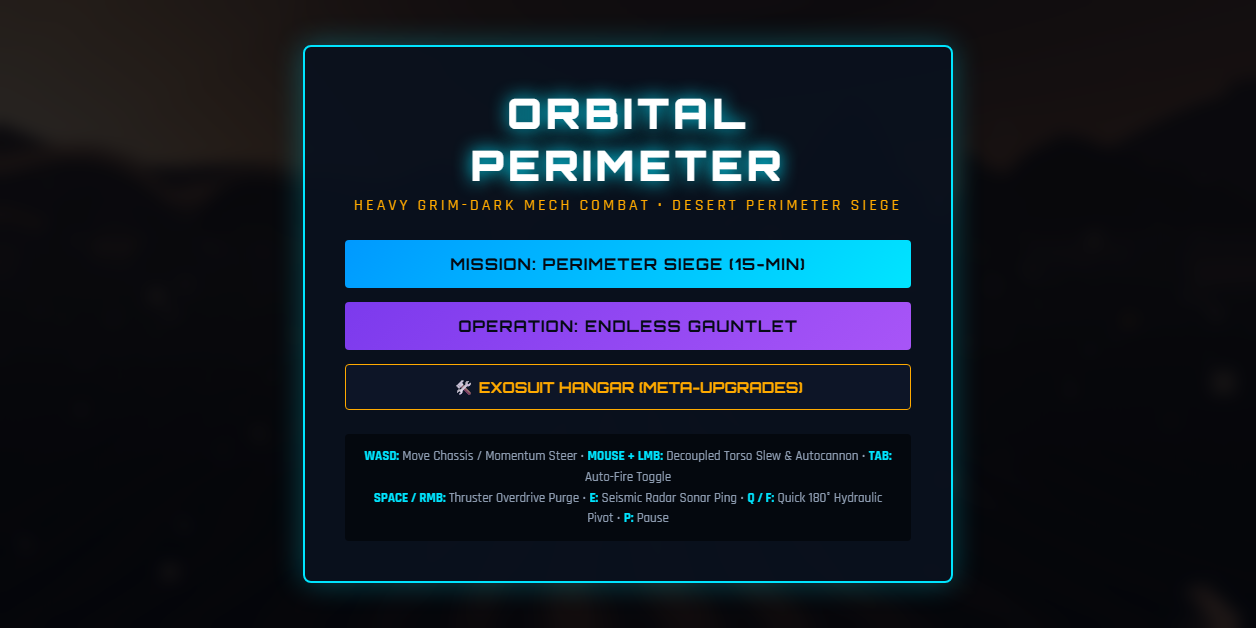 ORBITAL
PERIMETER
HEAVY GRIM-DARK MECH COMBAT • DESERT PERIMETER SIEGE
MISSION: PERIMETER SIEGE (15-MIN)
OPERATION: ENDLESS GAUNTLET
🛠 EXOSUIT HANGAR (META-UPGRADES)
WASD: Move Chassis / Momentum Steer • MOUSE + LMB: Decoupled Torso Slew & Autocannon • TAB:
Auto-Fire Toggle
SPACE / RMB: Thruster Overdrive Purge • E: Seismic Radar Sonar Ping • Q / F: Quick 180° Hydraulic
Pivot • P: Pause